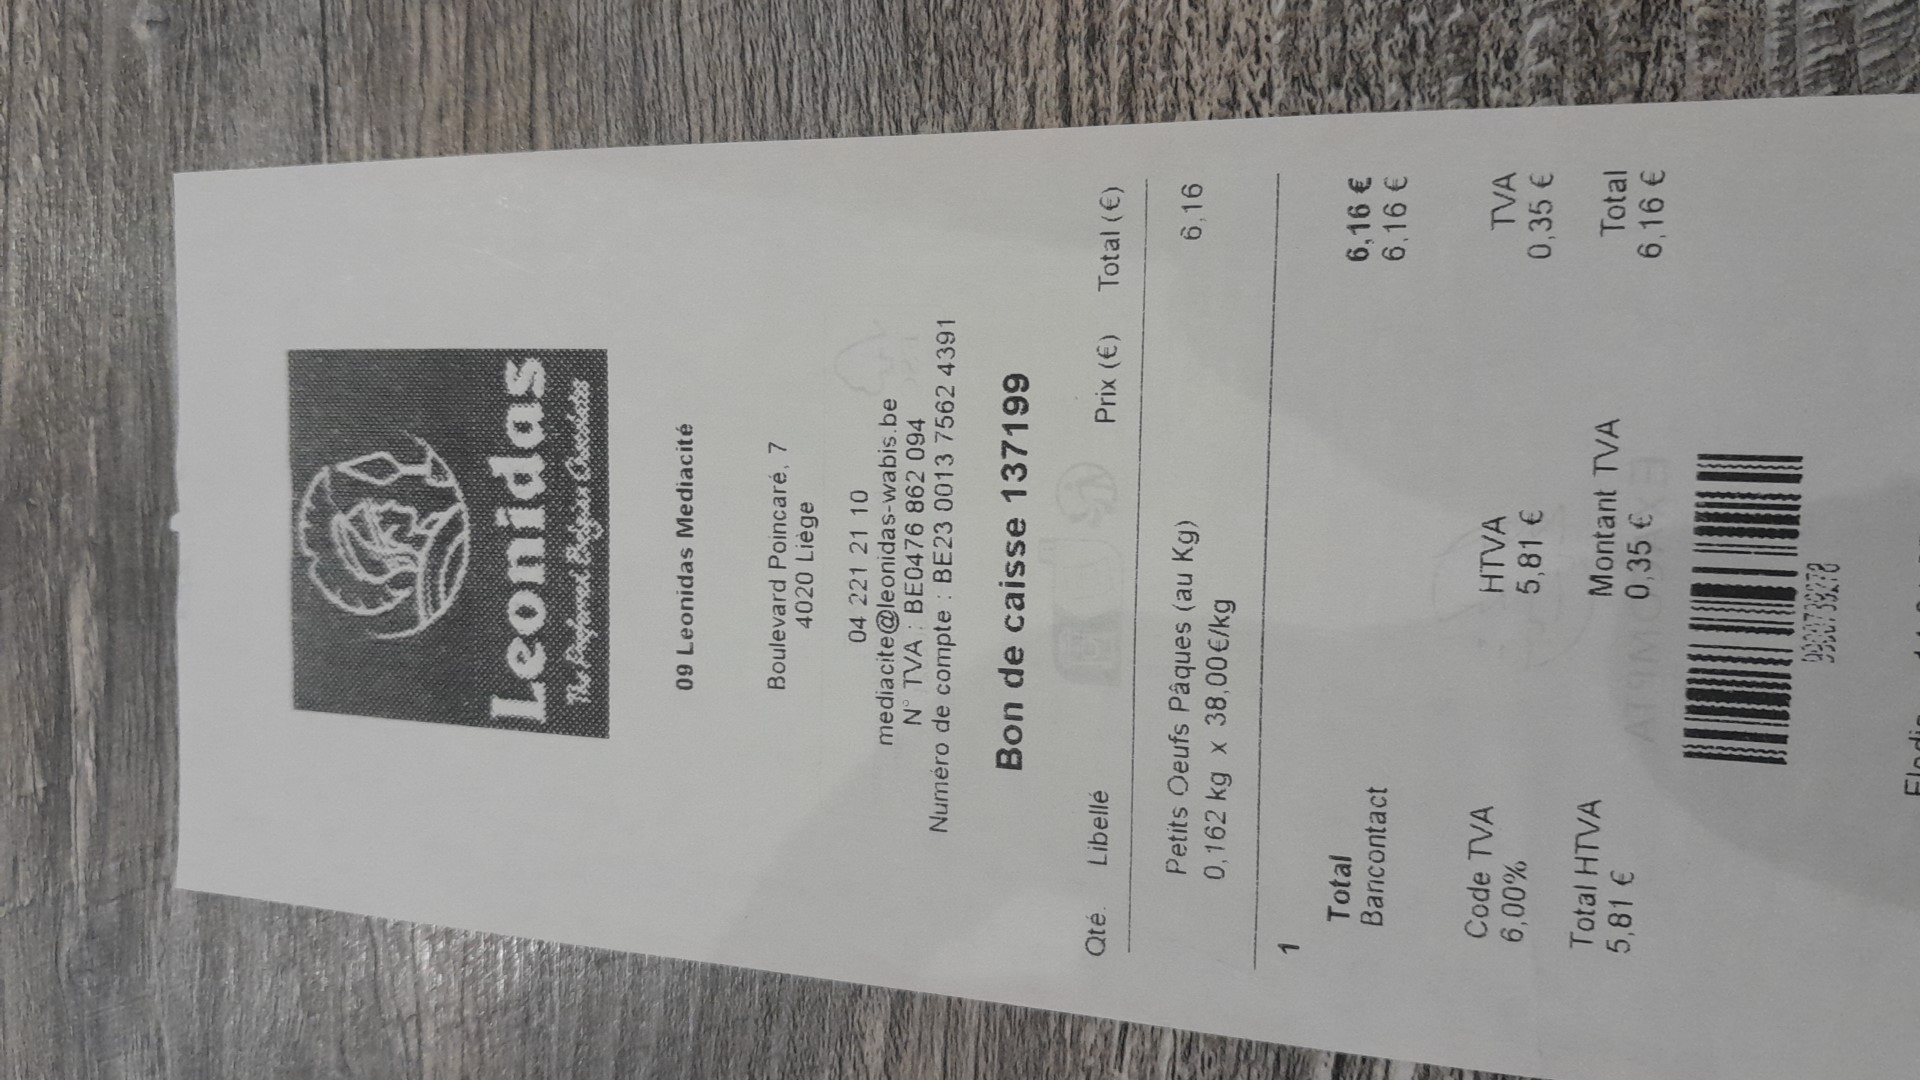 Leonidas
The Preferred Belgian Chocolates
09 Leonidas Mediacité
Boulevard Poincaré, 7
4020 Liège
04 221 21 10
mediacite@leonidas-wabis.be
N° TVA : BE0476 862 094
Numéro de compte : BE23 0013 7562 4391
Bon de caisse 137199
Qté. Libellé Prix (€) Total (€)
Petits Oeufs Pâques (au Kg) 6,16
0,162 kg x 38,00€/kg
1
Total 6,16 €
Bancontact 6,16 €
Code TVA HTVA TVA
6,00% 5,81 € 0,35 €
Total HTVA Montant TVA Total
5,81 € 0,35 € 6,16 €